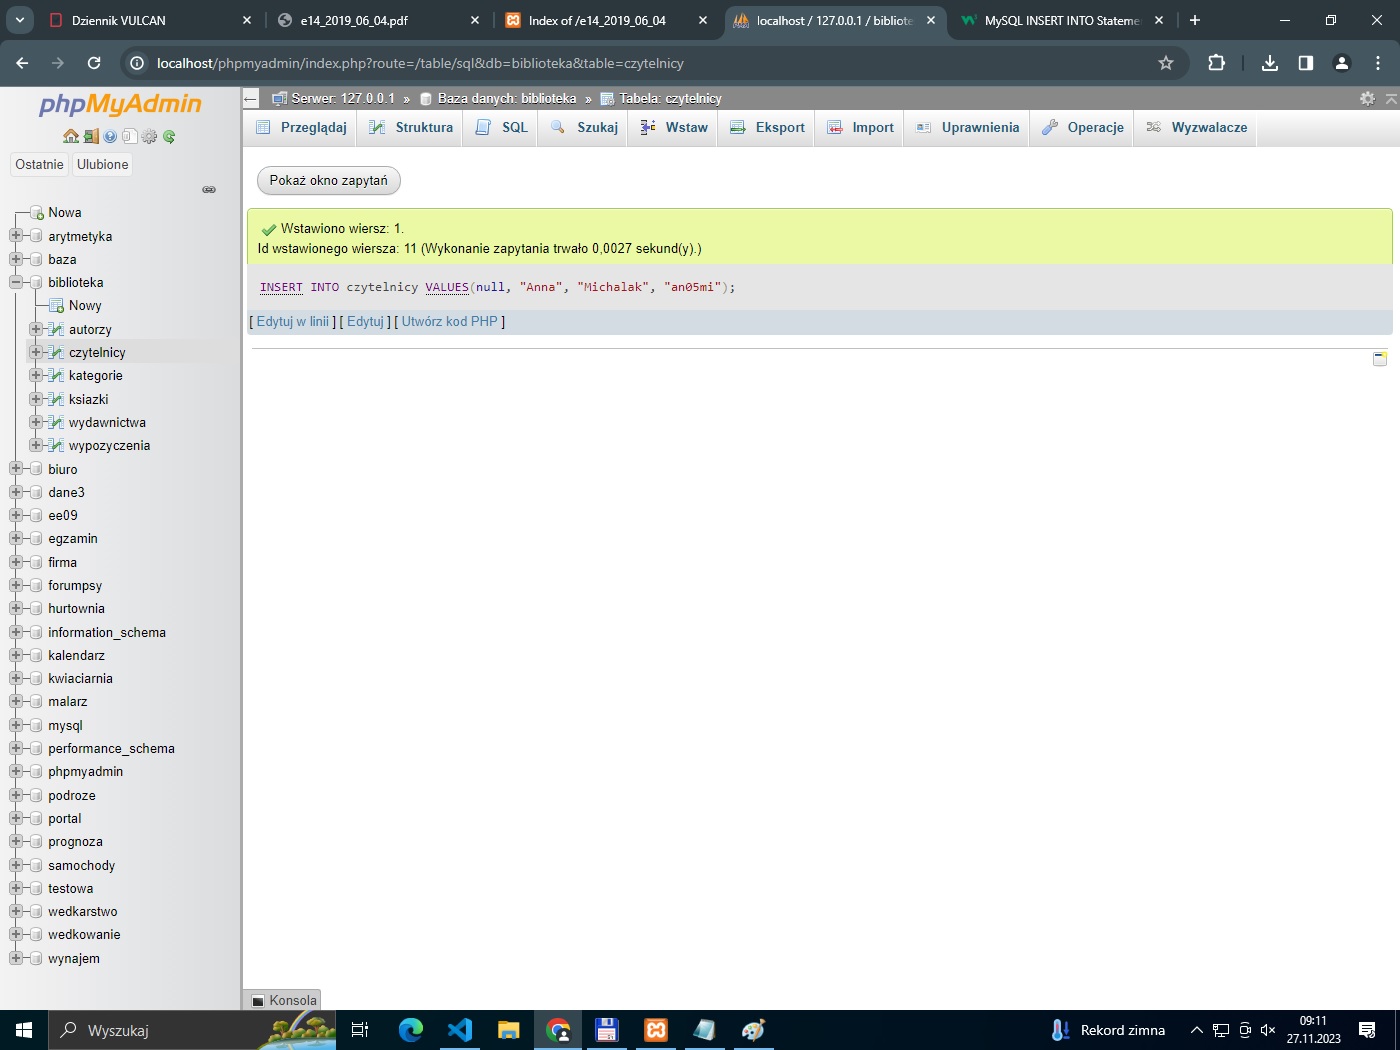 Dziennik VULCAN
e14_2019_06_04.pdf
Index of /e14_2019_06_04
localhost / 127.0.0.1 / bibliote
MySQL INSERT INTO Stateme
localhost/phpmyadmin/index.php?route=/table/sql&db=biblioteka&table=czytelnicy
phpMyAdmin
Ostatnie
Ulubione
Nowa
arytmetyka
baza
biblioteka
Nowy
autorzy
czytelnicy
kategorie
ksiazki
wydawnictwa
wypozyczenia
biuro
dane3
ee09
egzamin
firma
forumpsy
hurtownia
information_schema
kalendarz
kwiaciarnia
malarz
mysql
performance_schema
phpmyadmin
podroze
portal
prognoza
samochody
testowa
wedkarstwo
wedkowanie
wynajem
Serwer: 127.0.0.1 » Baza danych: biblioteka » Tabela: czytelnicy
Przeglądaj
Struktura
SQL
Szukaj
Wstaw
Eksport
Import
Uprawnienia
Operacje
Wyzwalacze
Pokaż okno zapytań
Wstawiono wiersz: 1.
Id wstawionego wiersza: 11 (Wykonanie zapytania trwało 0,0027 sekund(y).)
INSERT INTO czytelnicy VALUES(null, "Anna", "Michalak", "an05mi");
[ Edytuj w linii ] [ Edytuj ] [ Utwórz kod PHP ]
Konsola
Wyszukaj
Rekord zimna
09:11
27.11.2023